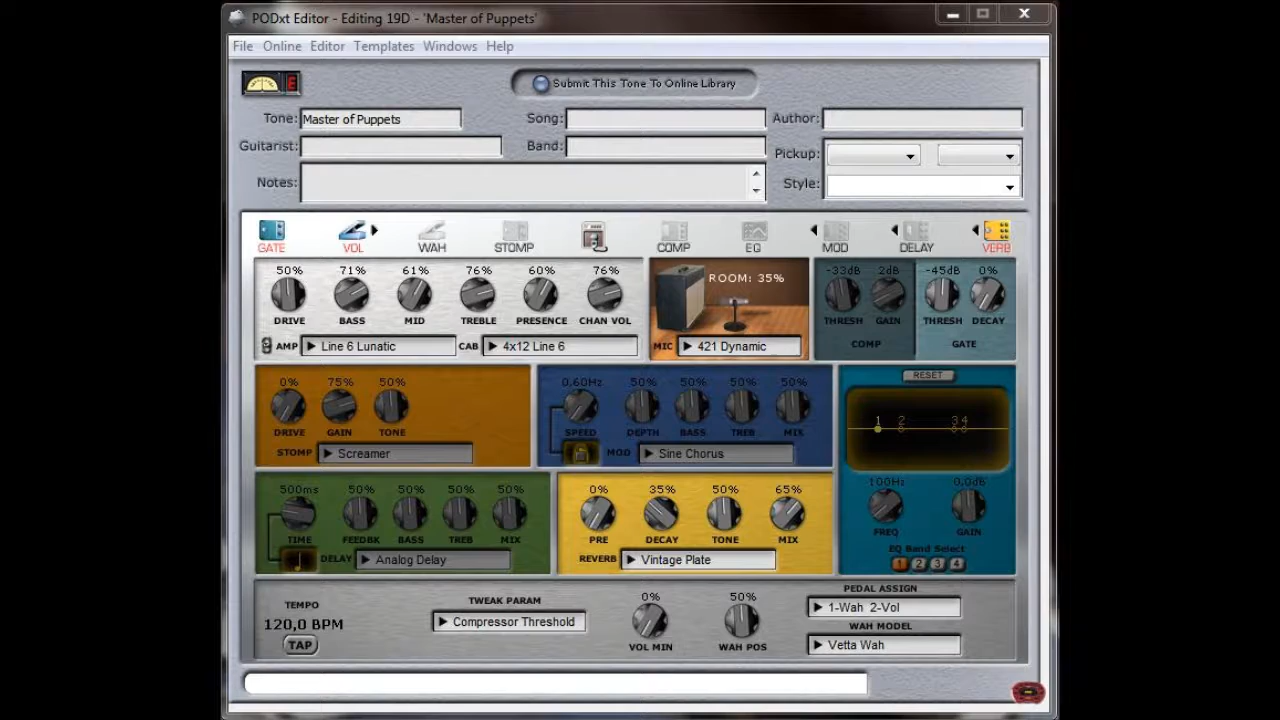 PODxt Editor - Editing 19D - 'Master of Puppets'
File Online Editor Templates Windows Help
E Submit This Tone To Online Library
Tone: Master of Puppets Song: Author:
Guitarist: Band: Pickup:
Notes: Style:
GATE VOL WAH STOMP COMP EQ MOD DELAY VERB
50% 71% 61% 76% 60% 76% ROOM: 35% -33dB 2dB -45dB 0%
DRIVE BASS MID TREBLE PRESENCE CHAN VOL THRESH GAIN THRESH DECAY
AMP Line 6 Lunatic CAB 4x12 Line 6 MIC 421 Dynamic COMP GATE
0% 75% 50% 0.60Hz 50% 50% 50% 50% RESET
1 2 3 4
DRIVE GAIN TONE SPEED DEPTH BASS TREB MIX
STOMP Screamer MOD Sine Chorus
500ms 50% 50% 50% 50% 0% 35% 50% 65% 100Hz 0.0dB
TIME FEEDBK BASS TREB MIX PRE DECAY TONE MIX FREQ GAIN
DELAY Analog Delay REVERB Vintage Plate EQ Band Select
1 2 3 4
TEMPO TWEAK PARAM 0% 50% PEDAL ASSIGN
120,0 BPM Compressor Threshold 1-Wah 2-Vol
TAP VOL MIN WAH POS WAH MODEL
Vetta Wah